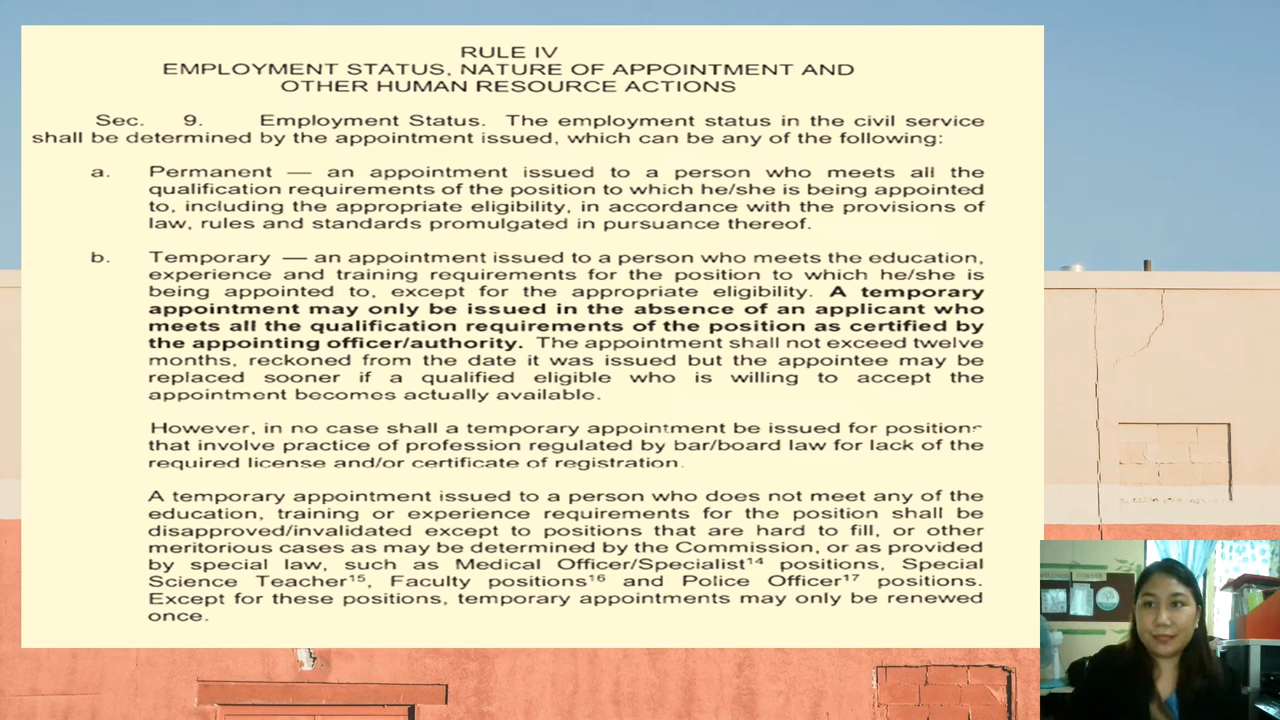 RULE IV
EMPLOYMENT STATUS, NATURE OF APPOINTMENT AND
OTHER HUMAN RESOURCE ACTIONS
Sec. 9. Employment Status. The employment status in the civil service
shall be determined by the appointment issued, which can be any of the following:
a. Permanent — an appointment issued to a person who meets all the
qualification requirements of the position to which he/she is being appointed
to, including the appropriate eligibility, in accordance with the provisions of
law, rules and standards promulgated in pursuance thereof.
b. Temporary — an appointment issued to a person who meets the education,
experience and training requirements for the position to which he/she is
being appointed to, except for the appropriate eligibility. A temporary
appointment may only be issued in the absence of an applicant who
meets all the qualification requirements of the position as certified by
the appointing officer/authority. The appointment shall not exceed twelve
months, reckoned from the date it was issued but the appointee may be
replaced sooner if a qualified eligible who is willing to accept the
appointment becomes actually available.
However, in no case shall a temporary appointment be issued for positions
that involve practice of profession regulated by bar/board law for lack of the
required license and/or certificate of registration.
A temporary appointment issued to a person who does not meet any of the
education, training or experience requirements for the position shall be
disapproved/invalidated except to positions that are hard to fill, or other
meritorious cases as may be determined by the Commission, or as provided
by special law, such as Medical Officer/Specialist¹⁴ positions, Special
Science Teacher¹⁵, Faculty positions¹⁶ and Police Officer¹⁷ positions.
Except for these positions, temporary appointments may only be renewed
once.